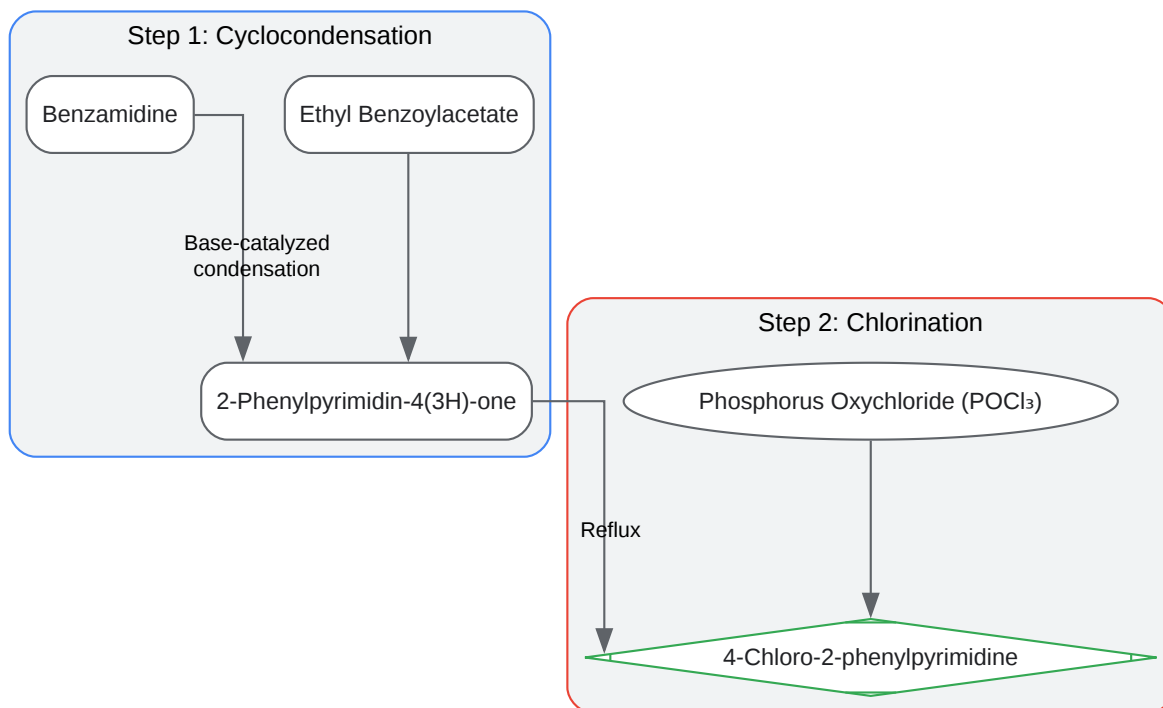 Step 1: Cyclocondensation
Benzamidine
Ethyl Benzoylacetate
Base-catalyzed
condensation
2-Phenylpyrimidin-4(3H)-one
Step 2: Chlorination
Phosphorus Oxychloride (POCl₃)
Reflux
4-Chloro-2-phenylpyrimidine